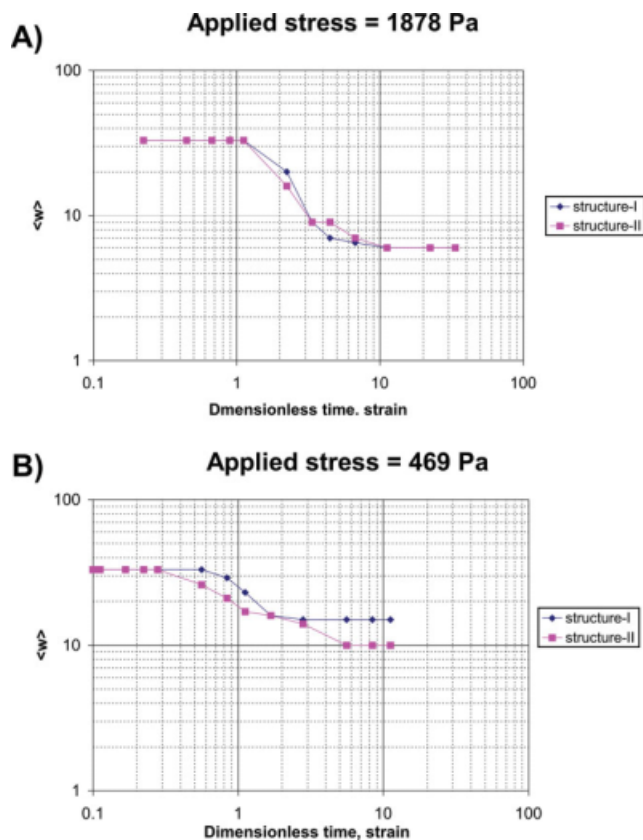 A)
Applied stress = 1878 Pa
100
10
1
<w>
0.1 1 10 100
Dmensionless time. strain
structure-I
structure-II
B)
Applied stress = 469 Pa
100
10
1
<w>
0.1 1 10 100
Dimensionless time, strain
structure-I
structure-II